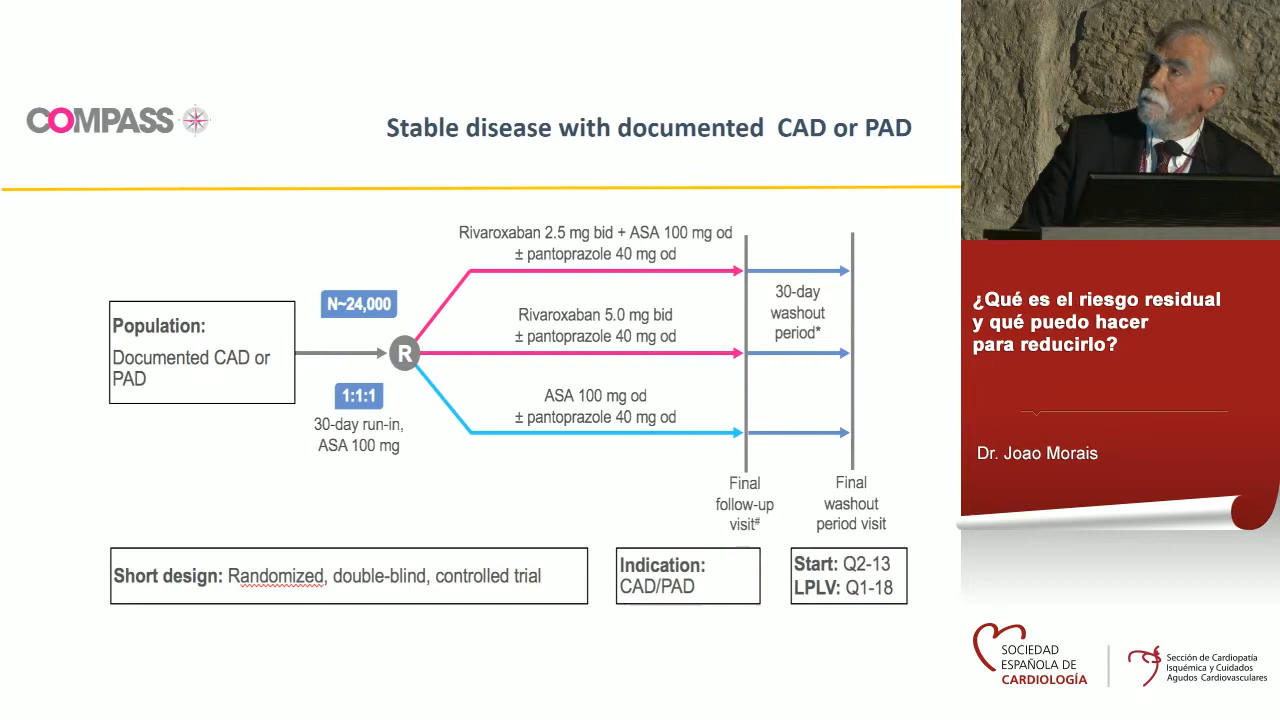 COMPASS
Stable disease with documented CAD or PAD
Rivaroxaban 2.5 mg bid + ASA 100 mg od
± pantoprazole 40 mg od
N~24,000
Population:
Documented CAD or
PAD
R
1:1:1
30-day run-in,
ASA 100 mg
Rivaroxaban 5.0 mg bid
± pantoprazole 40 mg od
ASA 100 mg od
± pantoprazole 40 mg od
30-day
washout
period*
Final
follow-up
visit#
Final
washout
period visit
Short design: Randomized, double-blind, controlled trial
Indication:
CAD/PAD
Start: Q2-13
LPLV: Q1-18
¿Qué es el riesgo residual
y qué puedo hacer
para reducirlo?
Dr. Joao Morais
SOCIEDAD
ESPAÑOLA DE
CARDIOLOGÍA
Sección de Cardiopatía
Isquémica y Cuidados
Agudos Cardiovasculares